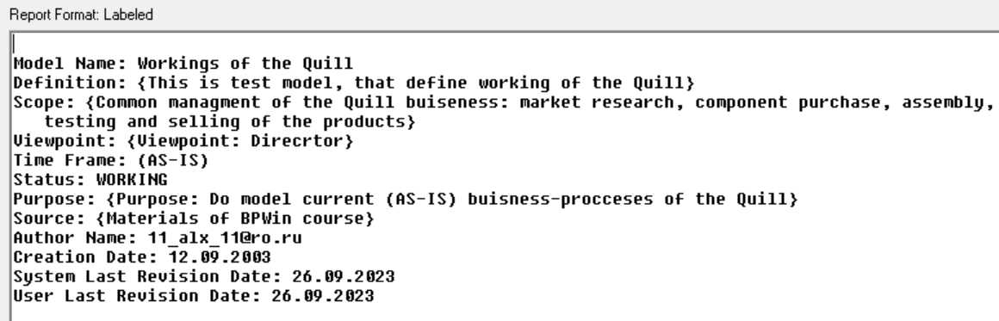 Report Format: Labeled
Model Name: Workings of the Quill
Definition: {This is test model, that define working of the Quill}
Scope: {Common managment of the Quill buiseness: market research, component purchase, assembly,
testing and selling of the products}
Viewpoint: {Viewpoint: Direcrtor}
Time Frame: (AS-IS)
Status: WORKING
Purpose: {Purpose: Do model current (AS-IS) buisness-procceses of the Quill}
Source: {Materials of BPWin course}
Author Name: 11_alx_11@ro.ru
Creation Date: 12.09.2003
System Last Revision Date: 26.09.2023
User Last Revision Date: 26.09.2023